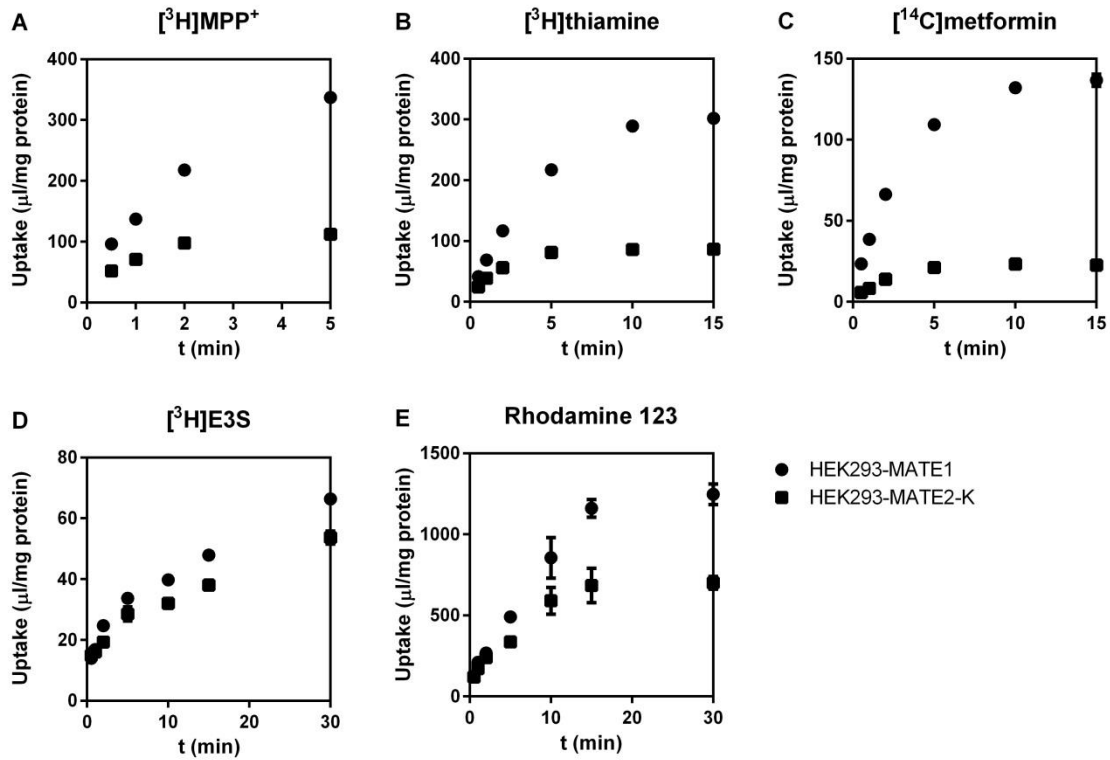 A [³H]MPP⁺
Uptake (µl/mg protein)
400
300
200
100
0
0 1 2 3 4 5
t (min)
B [³H]thiamine
Uptake (µl/mg protein)
400
300
200
100
0
0 5 10 15
t (min)
C [¹⁴C]metformin
Uptake (µl/mg protein)
150
100
50
0
0 5 10 15
t (min)
D [³H]E3S
Uptake (µl/mg protein)
80
60
40
20
0
0 10 20 30
t (min)
E Rhodamine 123
Uptake (µl/mg protein)
1500
1000
500
0
0 10 20 30
t (min)
HEK293-MATE1
HEK293-MATE2-K